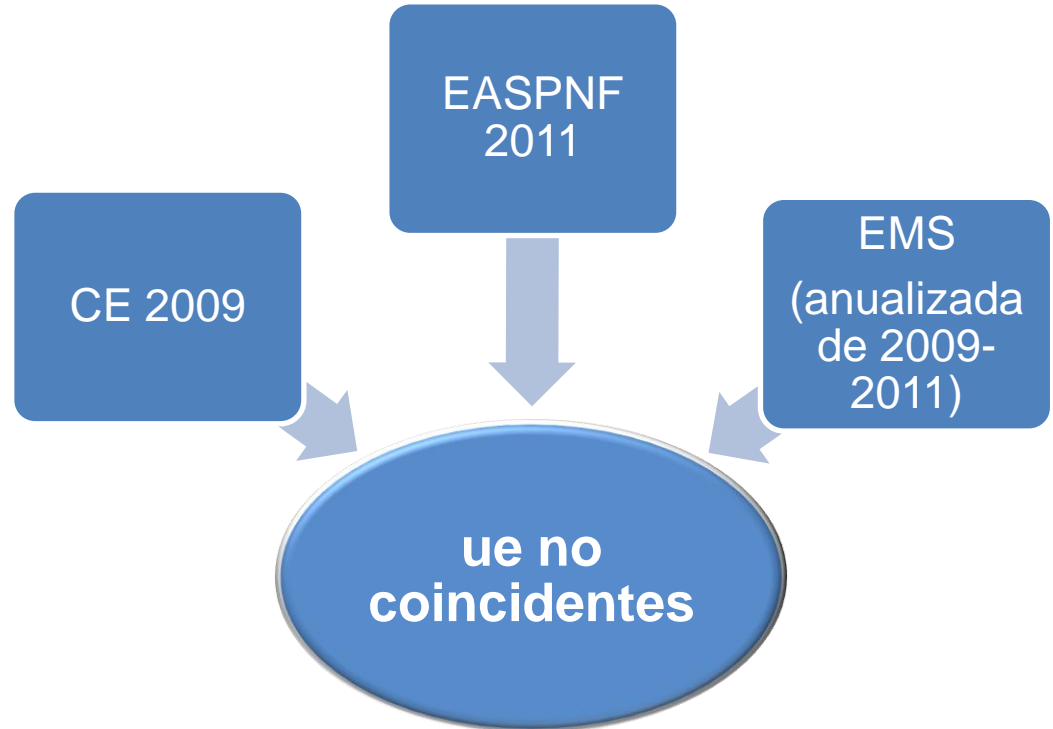 EASPNF
2011
CE 2009
EMS
(anualizada
de 2009-
2011)
ue no
coincidentes